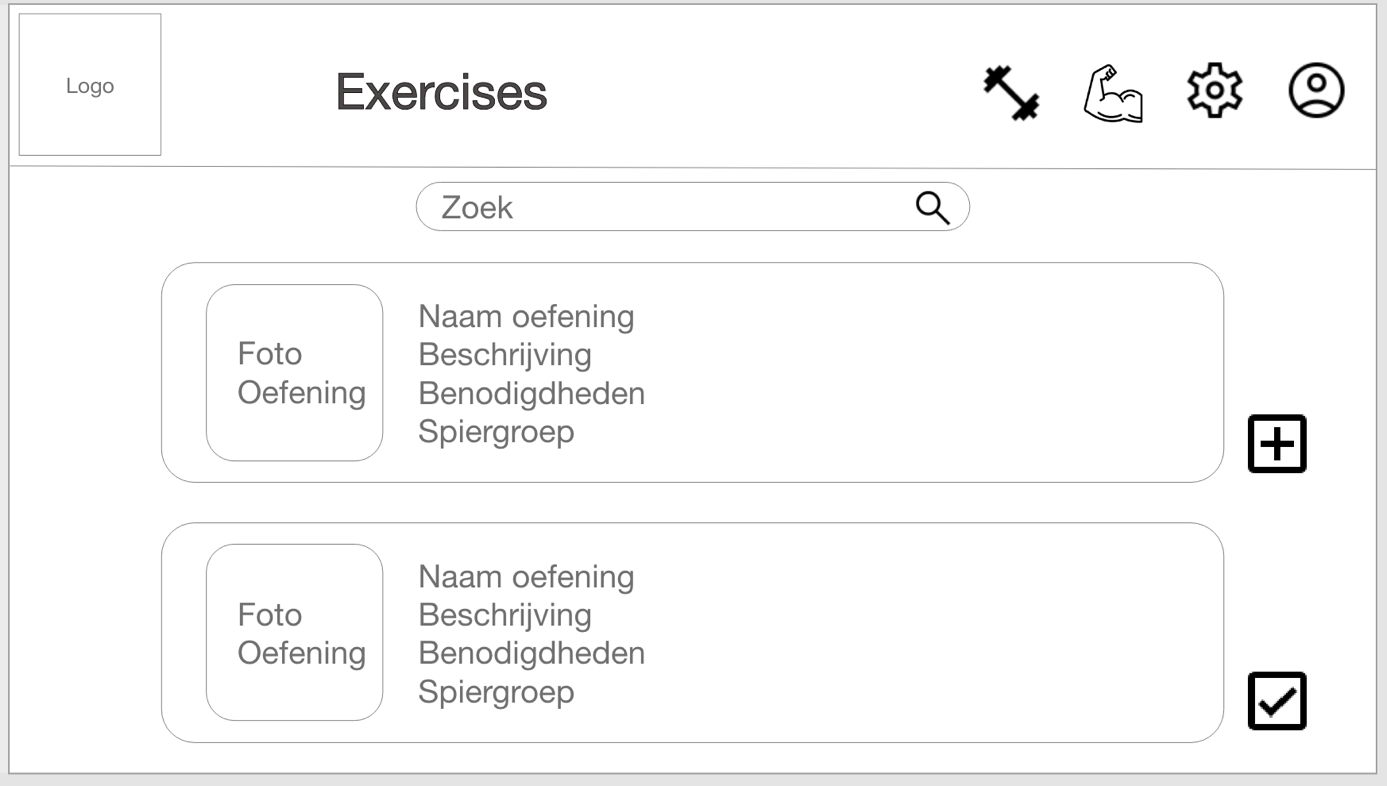 Logo
Exercises
Zoek
Foto
Oefening
Naam oefening
Beschrijving
Benodigdheden
Spiergroep
Foto
Oefening
Naam oefening
Beschrijving
Benodigdheden
Spiergroep